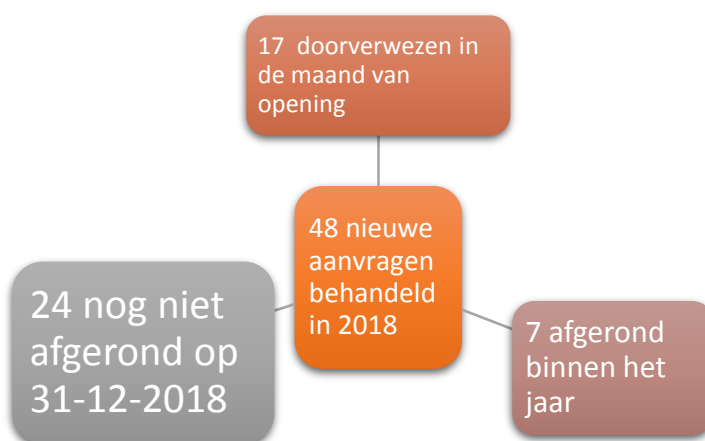 17 doorverwezen in
de maand van
opening
48 nieuwe
aanvragen
behandeld
in 2018
24 nog niet
afgerond op
31-12-2018
7 afgerond
binnen het
jaar